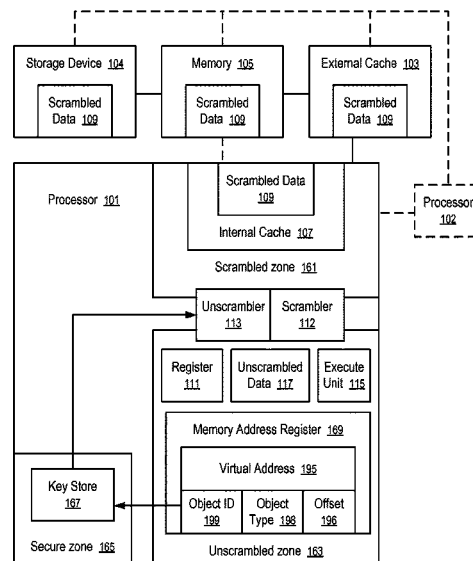 Storage Device 104
Memory 105
External Cache 103
Scrambled
Data
109
Scrambled
Data
109
Scrambled
Data
109
Processor 101
Scrambled Data
109
Internal Cache 107
Processor
102
Scrambled zone 161
Unscrambler
113
Scrambler
112
Register
111
Unscrambled
Data 117
Execute
Unit 115
Memory Address Register 169
Virtual Address
195
Key Store
167
Object ID
199
Object
Type 198
Offset
196
Secure zone 165
Unscrambled zone 163